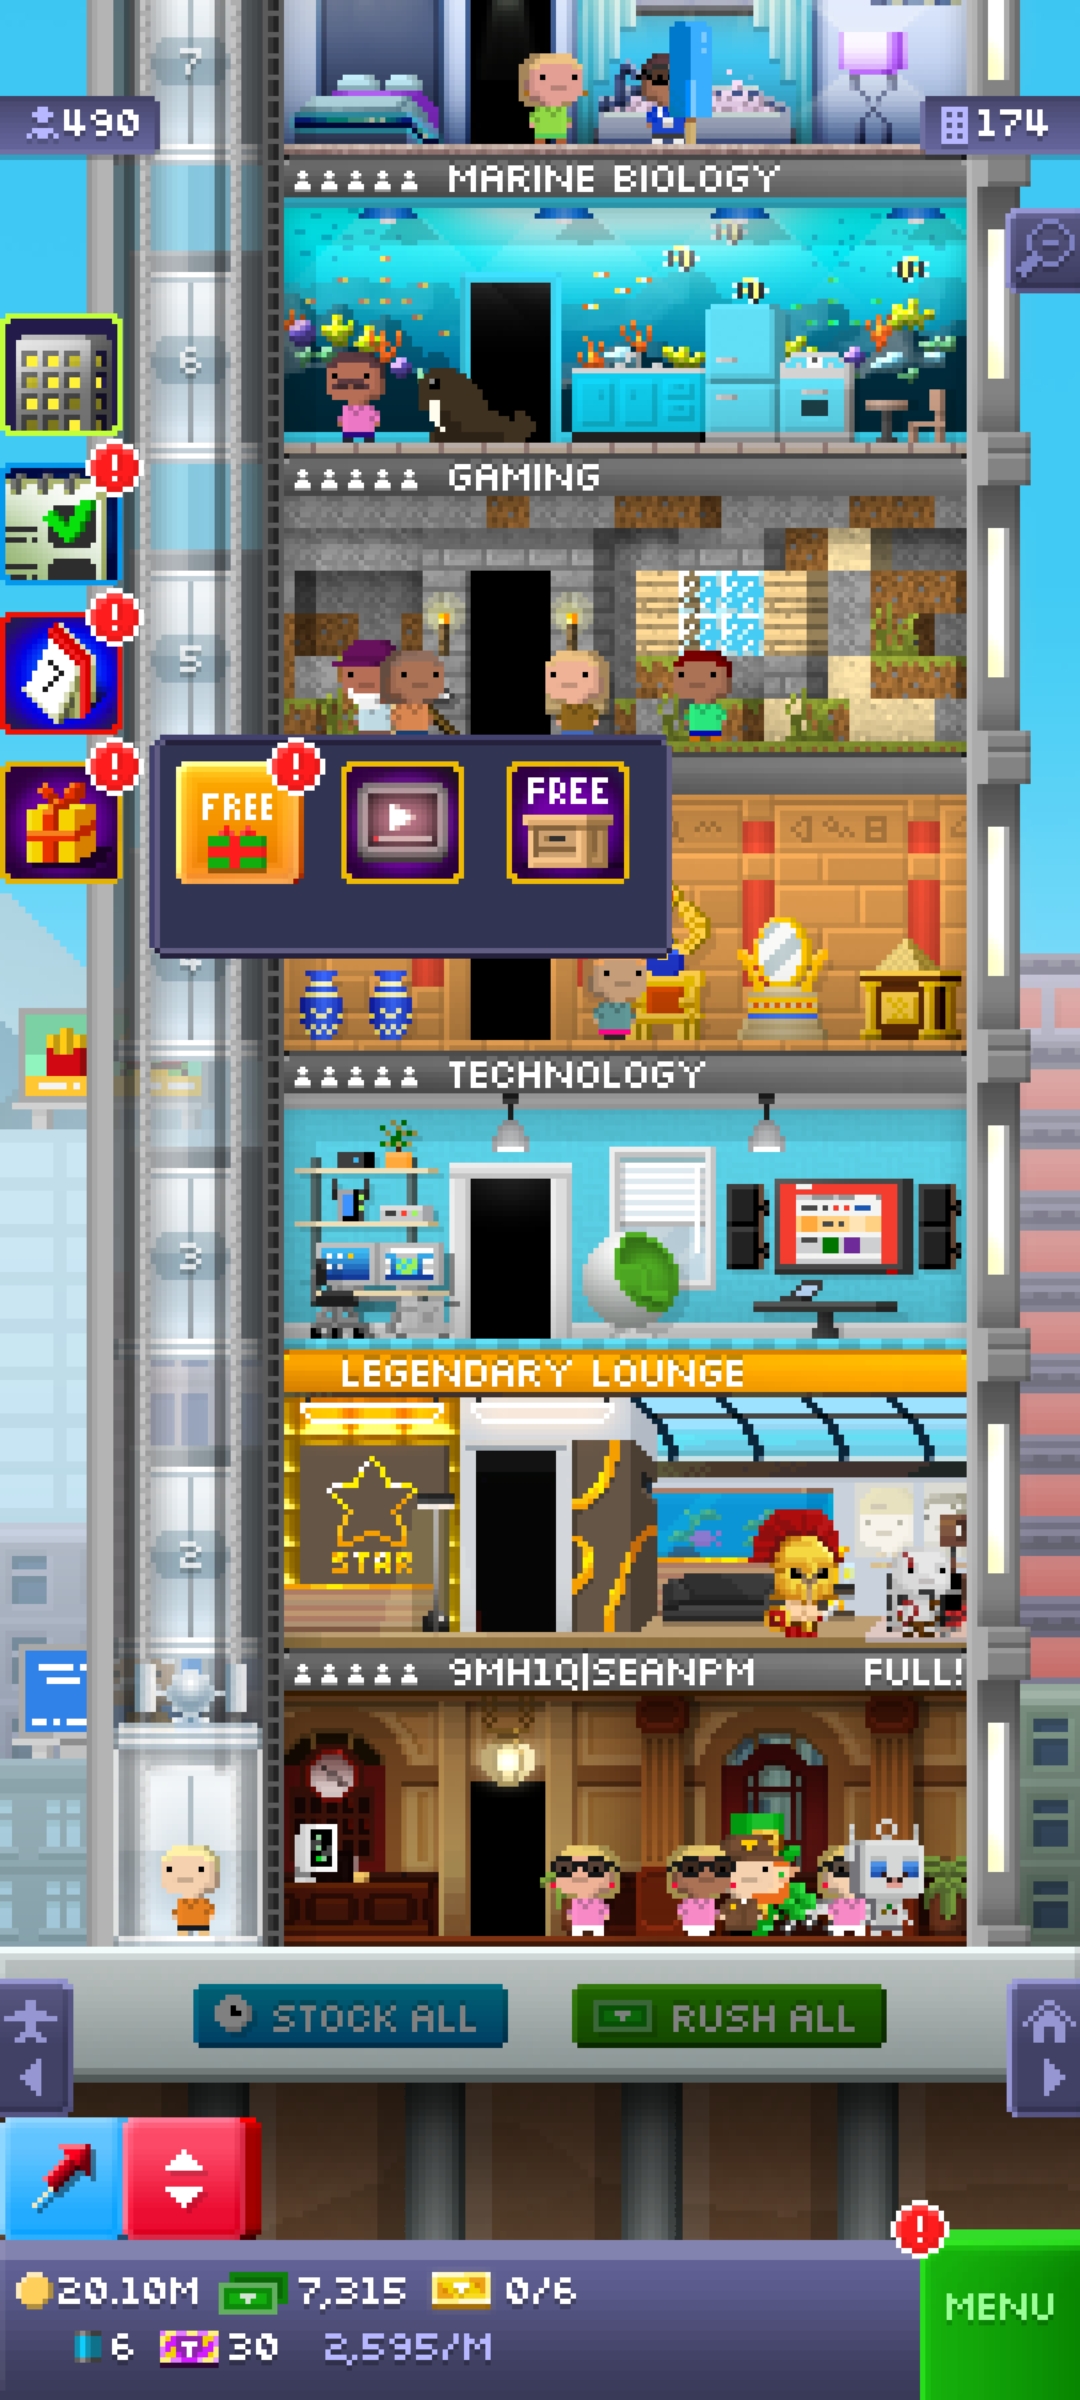 7
490
174
MARINE BIOLOGY
6
GAMING
5
7
FREE
FREE
4
TECHNOLOGY
3
LEGENDARY LOUNGE
STAR
2
9MH1Q|SEANPM FULL!
STOCK ALL
RUSH ALL
20.10M 7,315 0/6
MENU
6 30 2,595/M